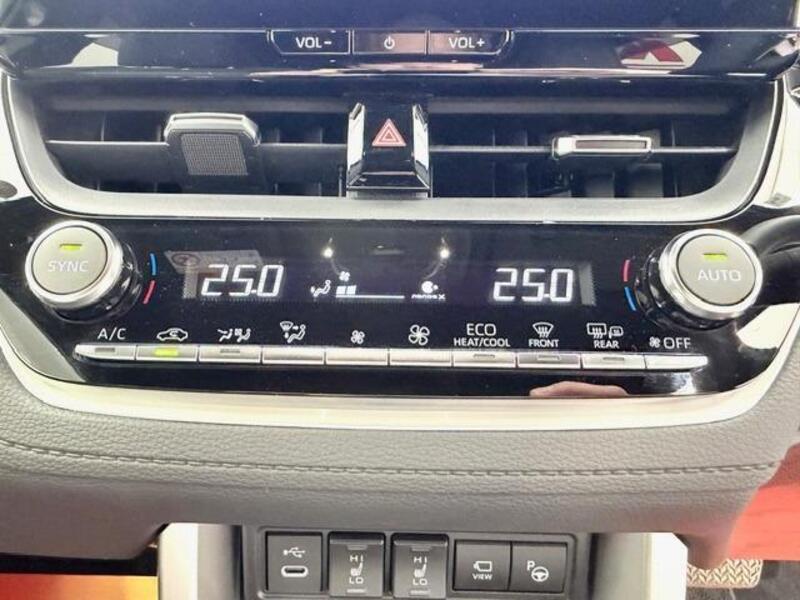 VOL− VOL+
SYNC AUTO
25.0 nanoe X 25.0
A/C ECO HEAT/COOL FRONT REAR OFF
HI HI
LO LO VIEW P